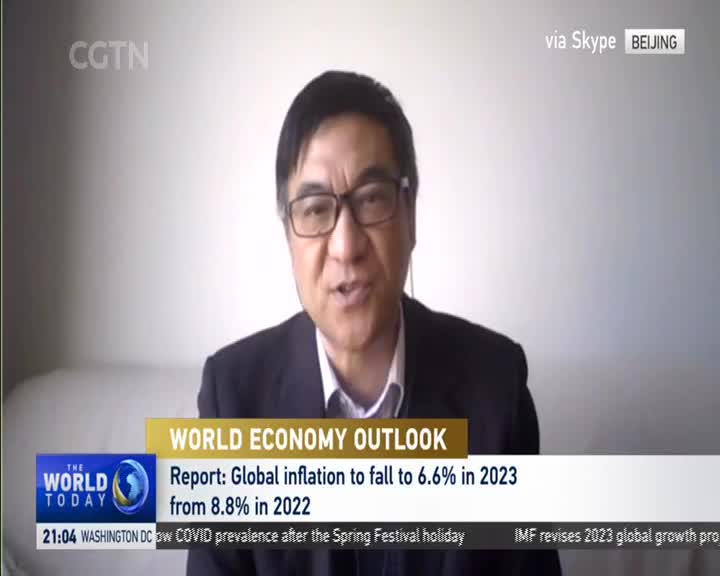 CGTN
via Skype BEIJING
WORLD ECONOMY OUTLOOK
THE
WORLD
TODAY
Report: Global inflation to fall to 6.6% in 2023
from 8.8% in 2022
21:04 WASHINGTON DC ow COVID prevalence after the Spring Festival holiday IMF revises 2023 global growth pro